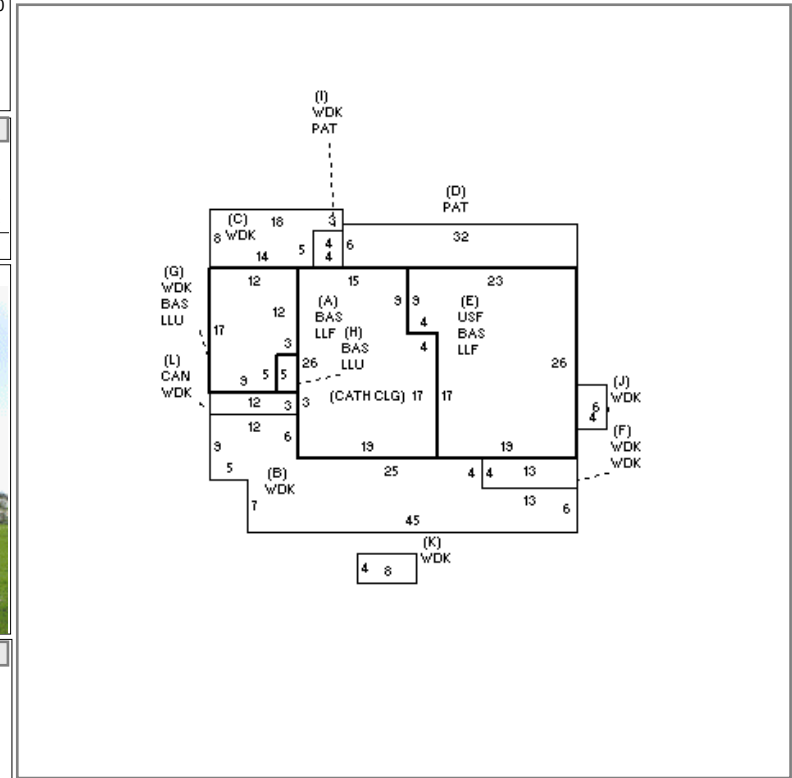 (I)
WDK
PAT
(D)
PAT
(C)
WDK
18
3
8
14
5
4
4
6
32
(G)
WDK
BAS
LLU
12
12
17
3
9
5
5
15
(A)
BAS
LLF
(H)
BAS
LLU
26
9
9
4
4
23
(E)
USF
BAS
LLF
26
(CATH CLG)
17
17
19
19
(L)
CAN
WDK
12
3
3
12
6
9
5
(B)
WDK
7
25
4
4
13
13
6
45
(J)
WDK
6
4
(F)
WDK
WDK
(K)
WDK
4
8